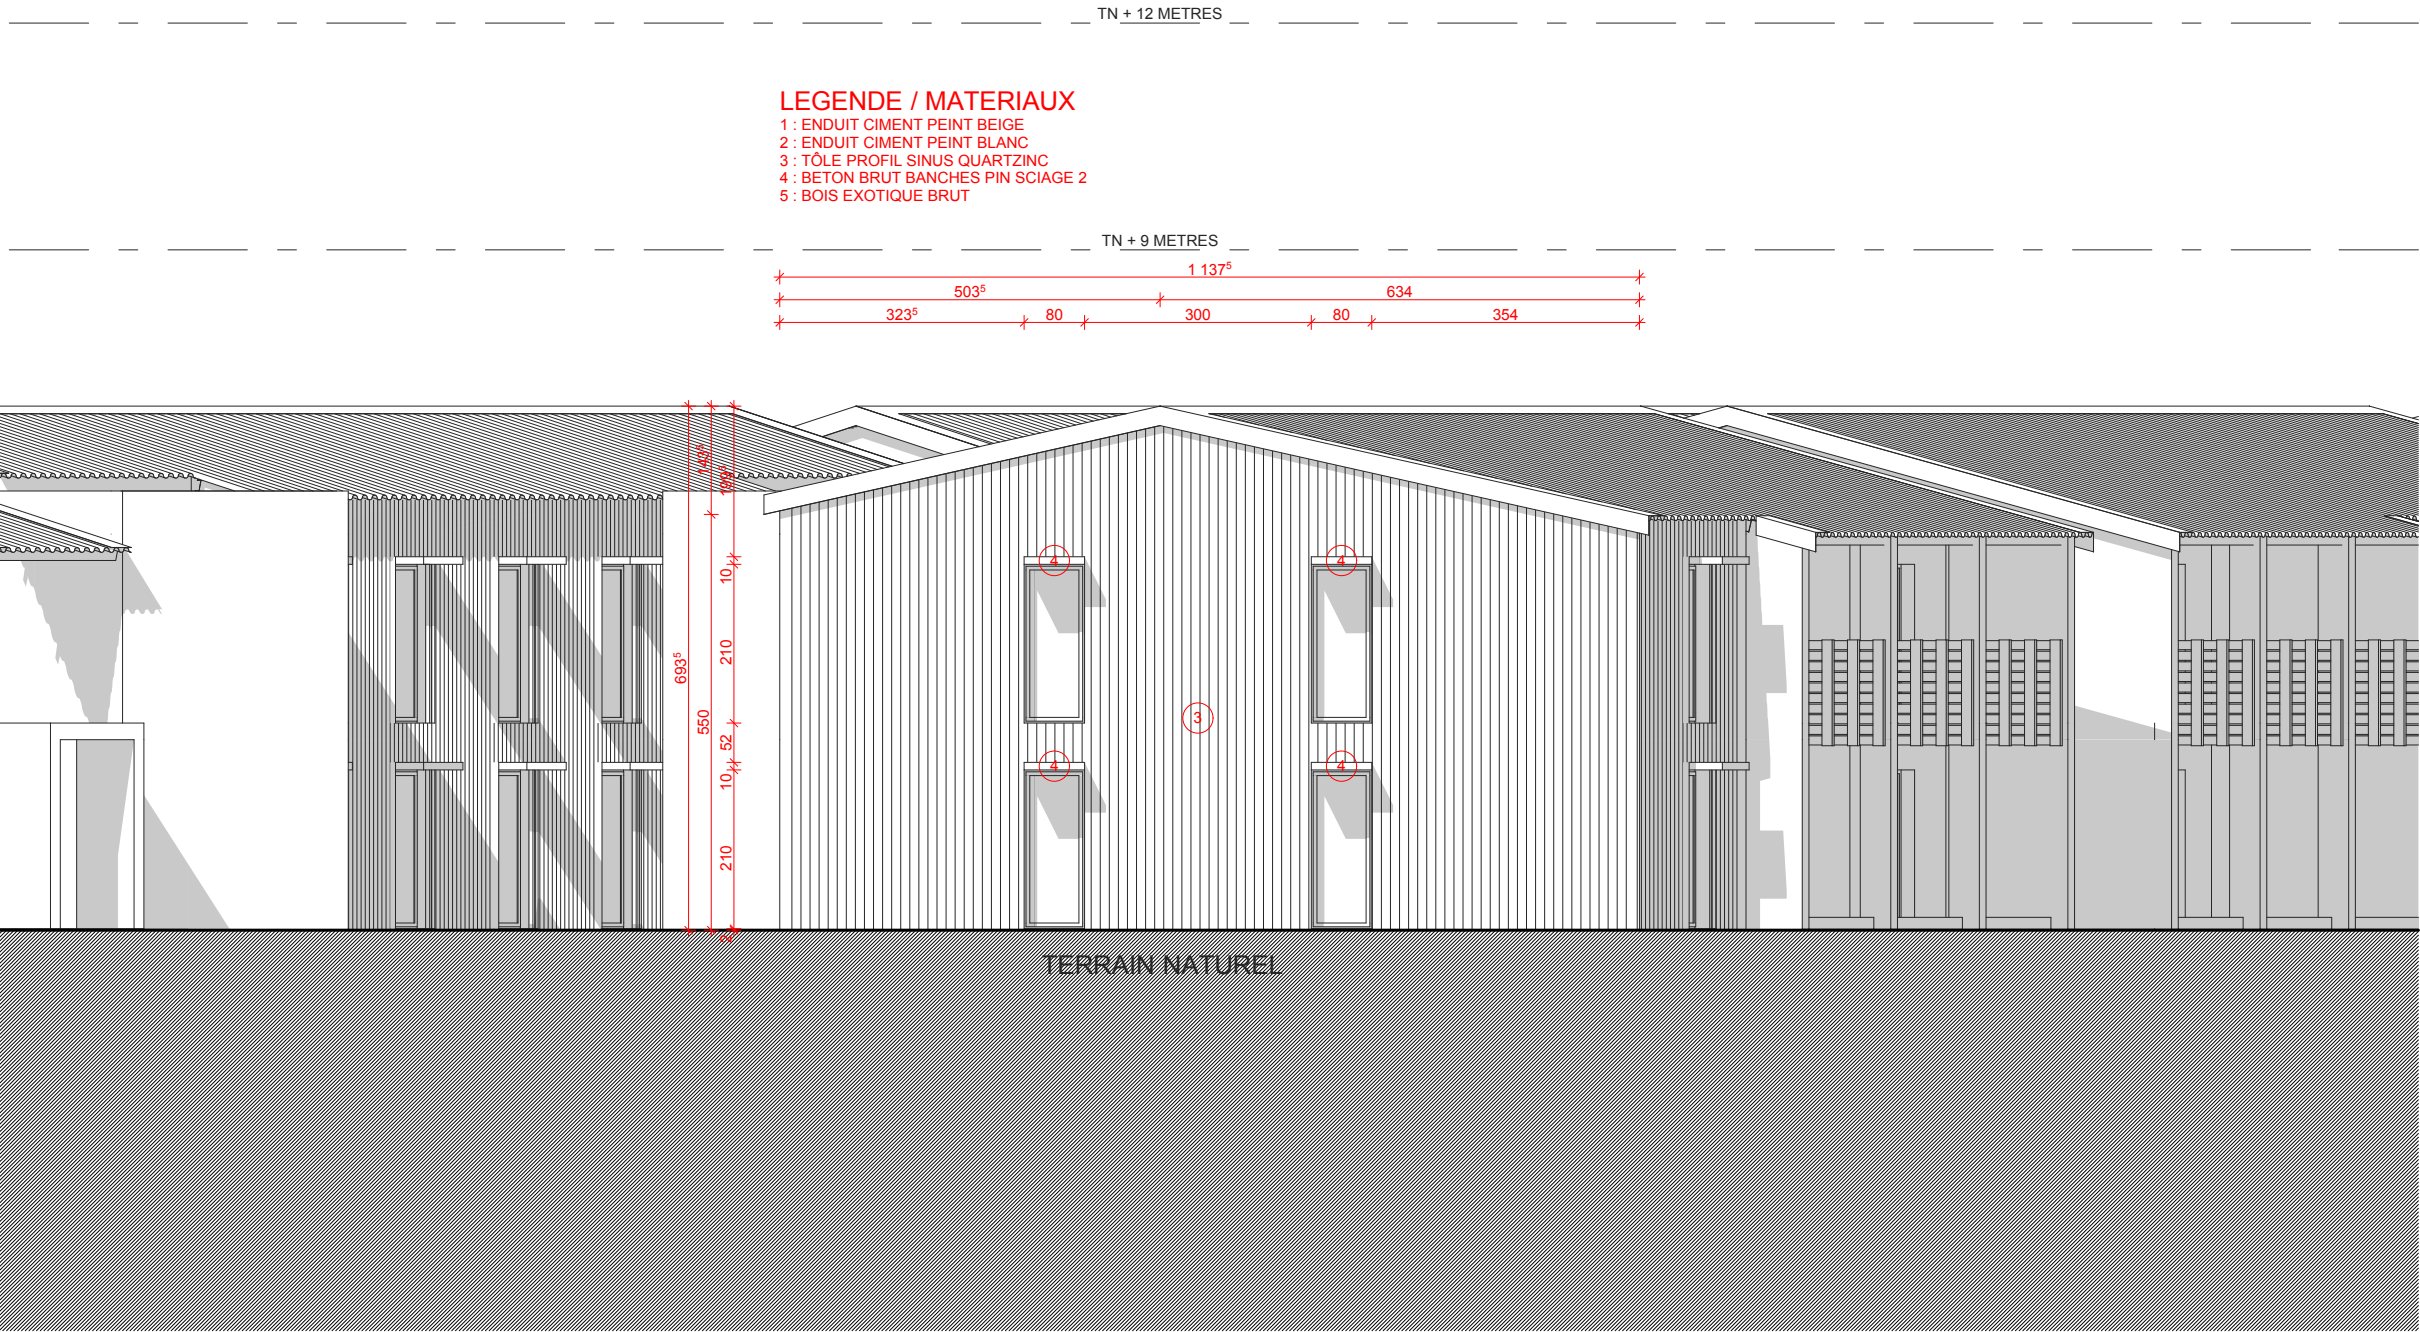 TN + 12 METRES
LEGENDE / MATERIAUX
1 : ENDUIT CIMENT PEINT BEIGE
2 : ENDUIT CIMENT PEINT BLANC
3 : TÔLE PROFIL SINUS QUARTZINC
4 : BETON BRUT BANCHES PIN SCIAGE 2
5 : BOIS EXOTIQUE BRUT
TN + 9 METRES
1 137⁵
503⁵ 634
323⁵ 80 300 80 354
143⁵
199⁵
10
210
693⁵
550
52
10
210
2
4 4
3
4 4
TERRAIN NATUREL